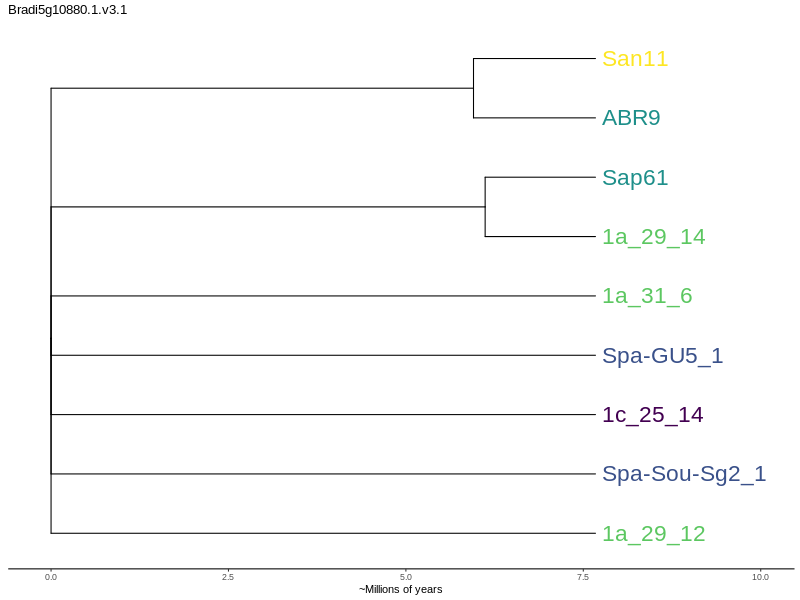 Bradi5g10880.1.v3.1
San11
ABR9
Sap61
1a_29_14
1a_31_6
Spa-GU5_1
1c_25_14
Spa-Sou-Sg2_1
1a_29_12
0.0 2.5 5.0 7.5 10.0
~Millions of years